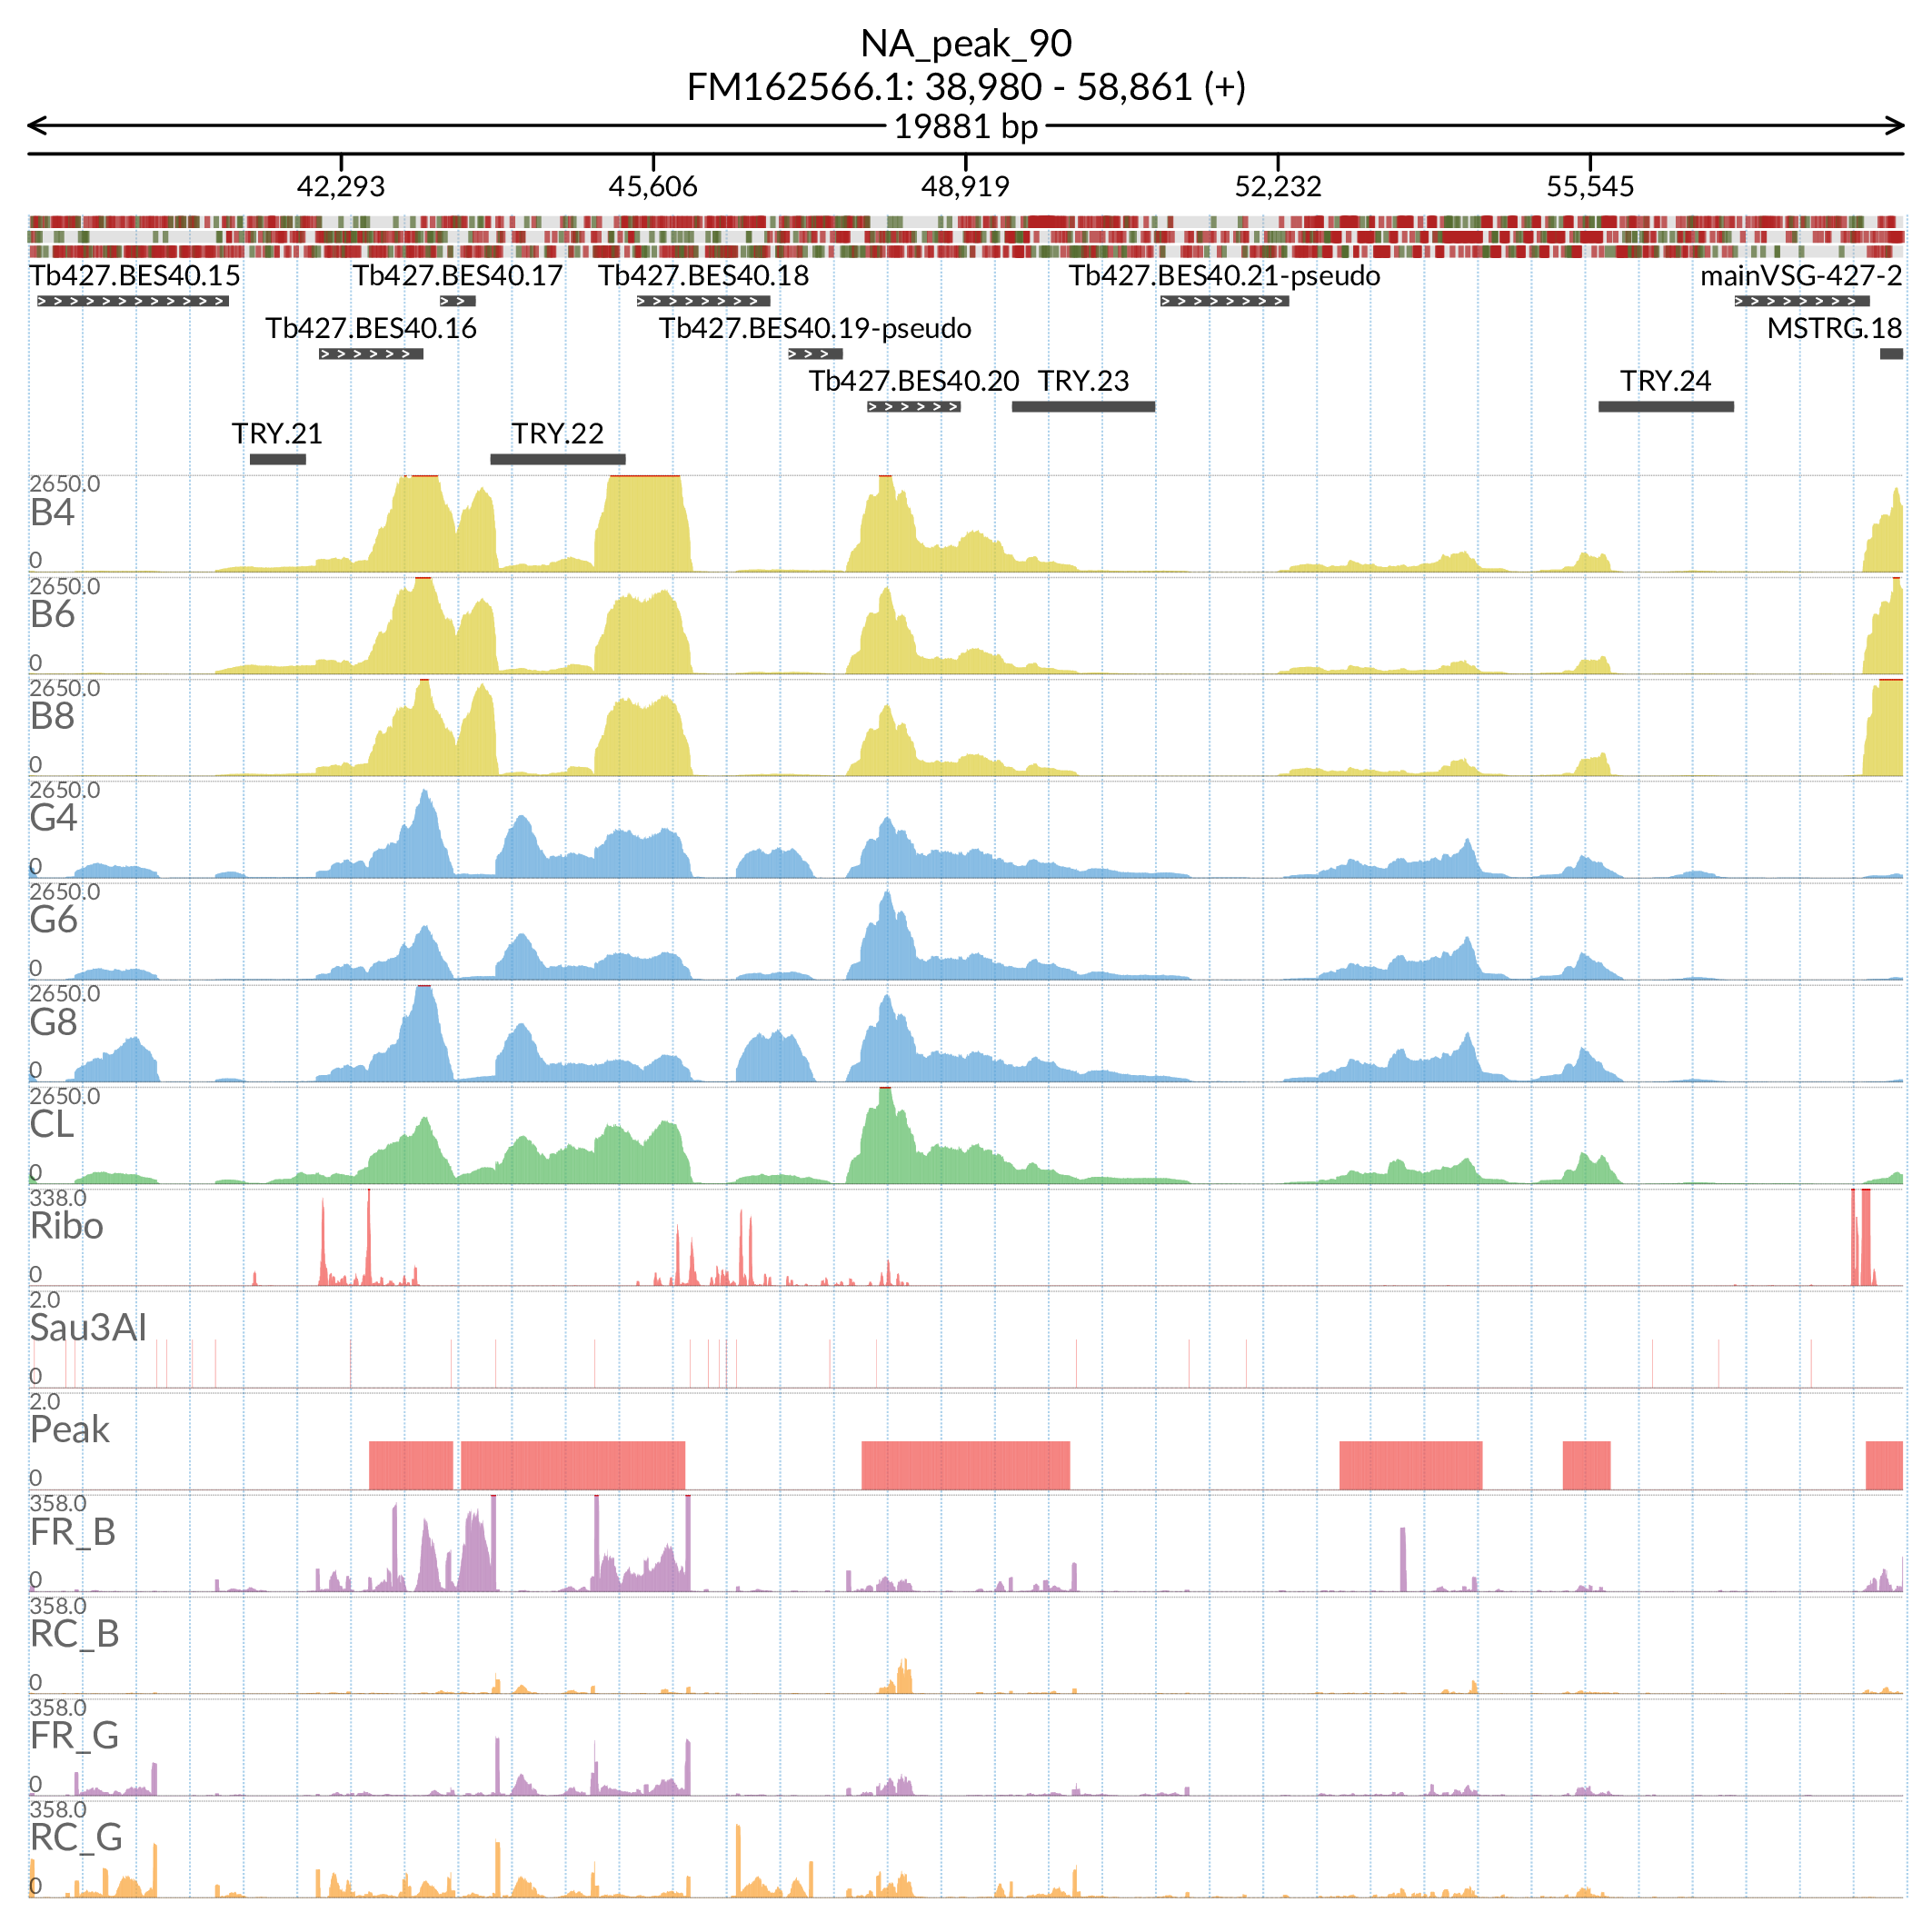 NA_peak_90
FM162566.1: 38,980 - 58,861 (+)
19881 bp
42,293 45,606 48,919 52,232 55,545
Tb427.BES40.15 Tb427.BES40.17 Tb427.BES40.18 Tb427.BES40.21-pseudo mainVSG-427-2
Tb427.BES40.16 Tb427.BES40.19-pseudo MSTRG.18
Tb427.BES40.20 TRY.23 TRY.24
TRY.21 TRY.22
2650.0
B4
0
2650.0
B6
0
2650.0
B8
0
2650.0
G4
0
2650.0
G6
0
2650.0
G8
0
2650.0
CL
0
338.0
Ribo
0
2.0
Sau3AI
0
2.0
Peak
0
358.0
FR_B
0
358.0
RC_B
0
358.0
FR_G
0
358.0
RC_G
0